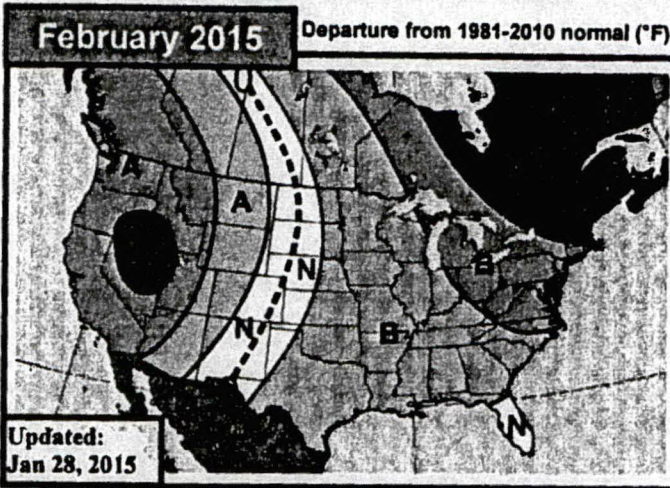 February 2015
Departure from 1981-2010 normal (°F)
A
A
N
N
B
B
N
Updated:
Jan 28, 2015